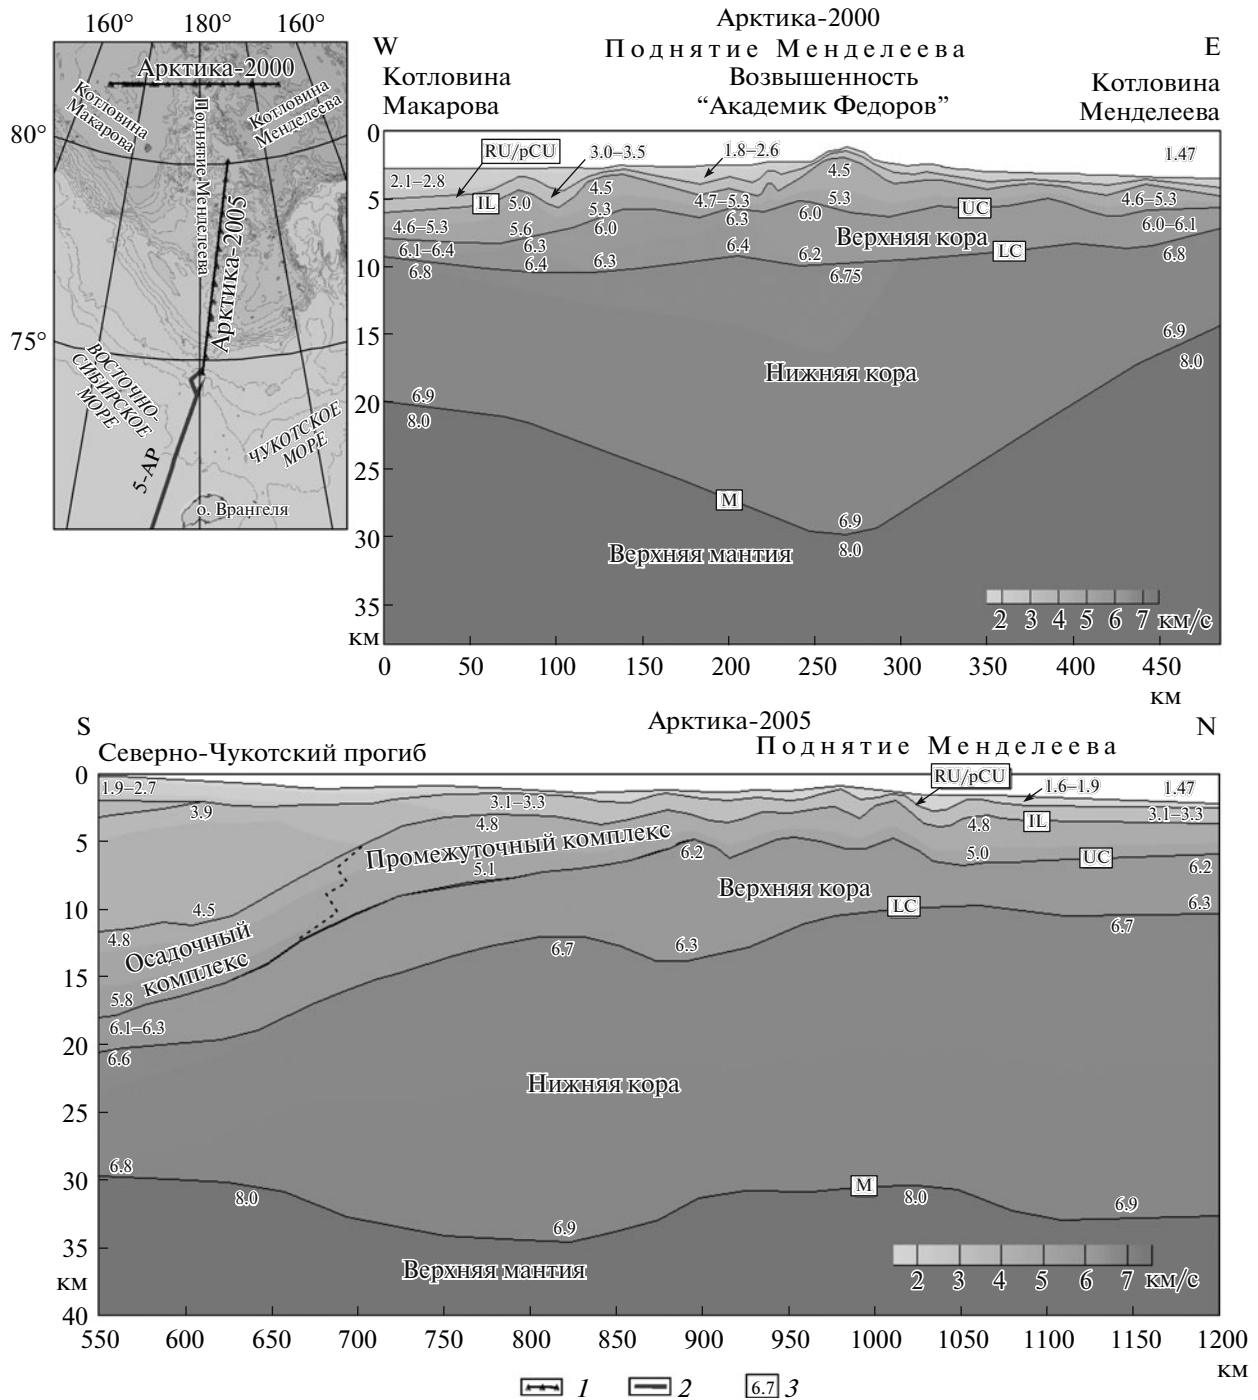 160° 180° 160°
Арктика-2000
Котловина
Макарова
Поднятие Менделеева
Котловина
Менделеева
80°
Арктика-2005
75°
ВОСТОЧНО-
СИБИРСКОЕ
МОРЕ
ЧУКОТСКОЕ
МОРЕ
5-АР
о. Врангеля
Арктика-2000
W Поднятие Менделеева E
Котловина
Макарова
Возвышенность
“Академик Федоров”
Котловина
Менделеева
0
RU/pCU 3.0–3.5 1.8–2.6 1.47
2.1–2.8 4.5 4.5
5 IL 5.0 4.7–5.3 5.3 4.6–5.3
5.3 6.3 6.0 UC
4.6–5.3 5.6 6.0 6.0–6.1
Верхняя кора
6.1–6.4 6.3 6.4 6.2 LC 6.8
10 6.8 6.4 6.3 6.75
15
6.9
8.0
Нижняя кора
20 6.9
8.0
25
M
30 6.9
8.0
Верхняя мантия
35
км
2 3 4 5 6 7 км/с
0 50 100 150 200 250 300 350 400 450
км
Арктика-2005
S N
Северно-Чукотский прогиб
Поднятие Менделеева
0
RU/pCU
1.9–2.7 3.1–3.3 1.6–1.9 1.47
3.9 4.8 4.8 IL 3.1–3.3
5 Промежуточный комплекс
5.1 6.2 5.0 UC 6.2
Верхняя кора
10 4.5 LC 6.3
4.8 6.7 6.3 6.7
Осадочный
комплекс
15
5.8
6.1–6.3
20
6.6
Нижняя кора
25
30 6.8
8.0 M 8.0
6.9 6.9
35
Верхняя мантия
км
2 3 4 5 6 7 км/с
40
550 600 650 700 750 800 850 900 950 1000 1050 1100 1150 1200
км
1 2 6.7 3